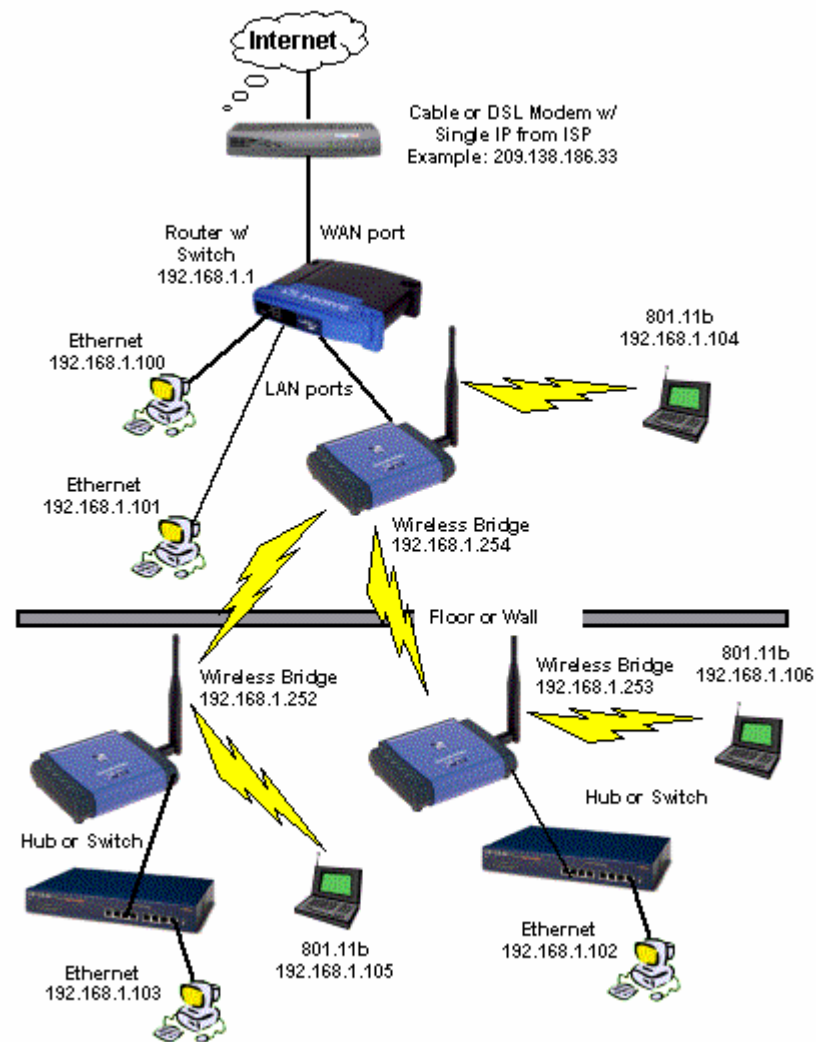 Internet
Cable or DSL Modem w/
Single IP from ISP
Example: 209.138.186.33
Router w/
Switch
192.168.1.1
WAN port
Ethernet
192.168.1.100
LAN ports
801.11b
192.168.1.104
Ethernet
192.168.1.101
Wireless Bridge
192.168.1.254
Floor or Wall
Wireless Bridge
192.168.1.252
Wireless Bridge
192.168.1.253
801.11b
192.168.1.106
Hub or Switch
Hub or Switch
801.11b
192.168.1.105
Ethernet
192.168.1.102
Ethernet
192.168.1.103